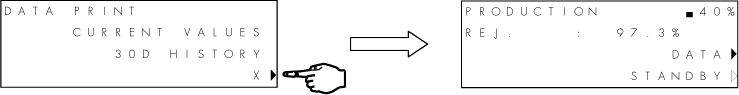 DATA PRINT
CURRENT VALUES
30D HISTORY
X
PRODUCTION 40%
REJ. : 97.3%
DATA
STANDBY